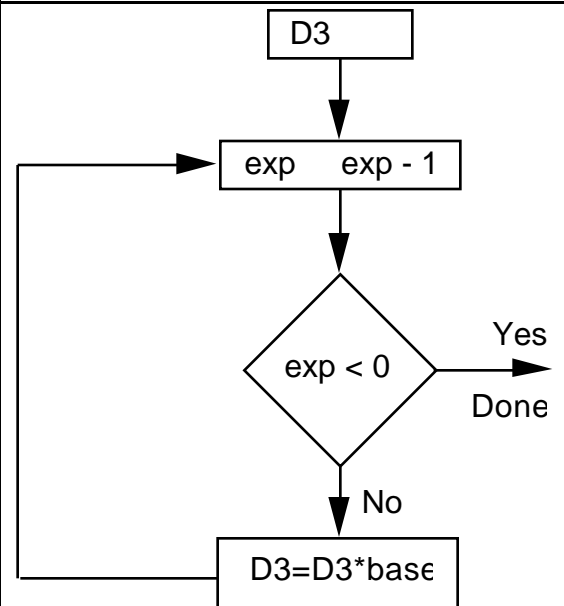 D3
exp exp - 1
exp < 0
Yes
Done
No
D3=D3*base